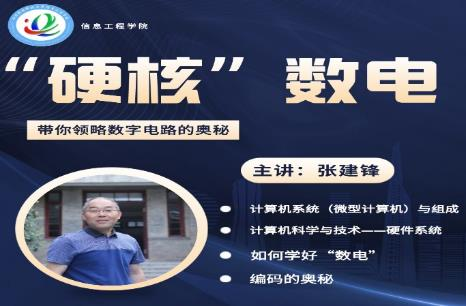 信息工程学院
“硬核”数电
带你领略数字电路的奥秘
主讲：张建锋
计算机系统（微型计算机）与组成
计算机科学与技术——硬件系统
如何学好“数电”
编码的奥秘